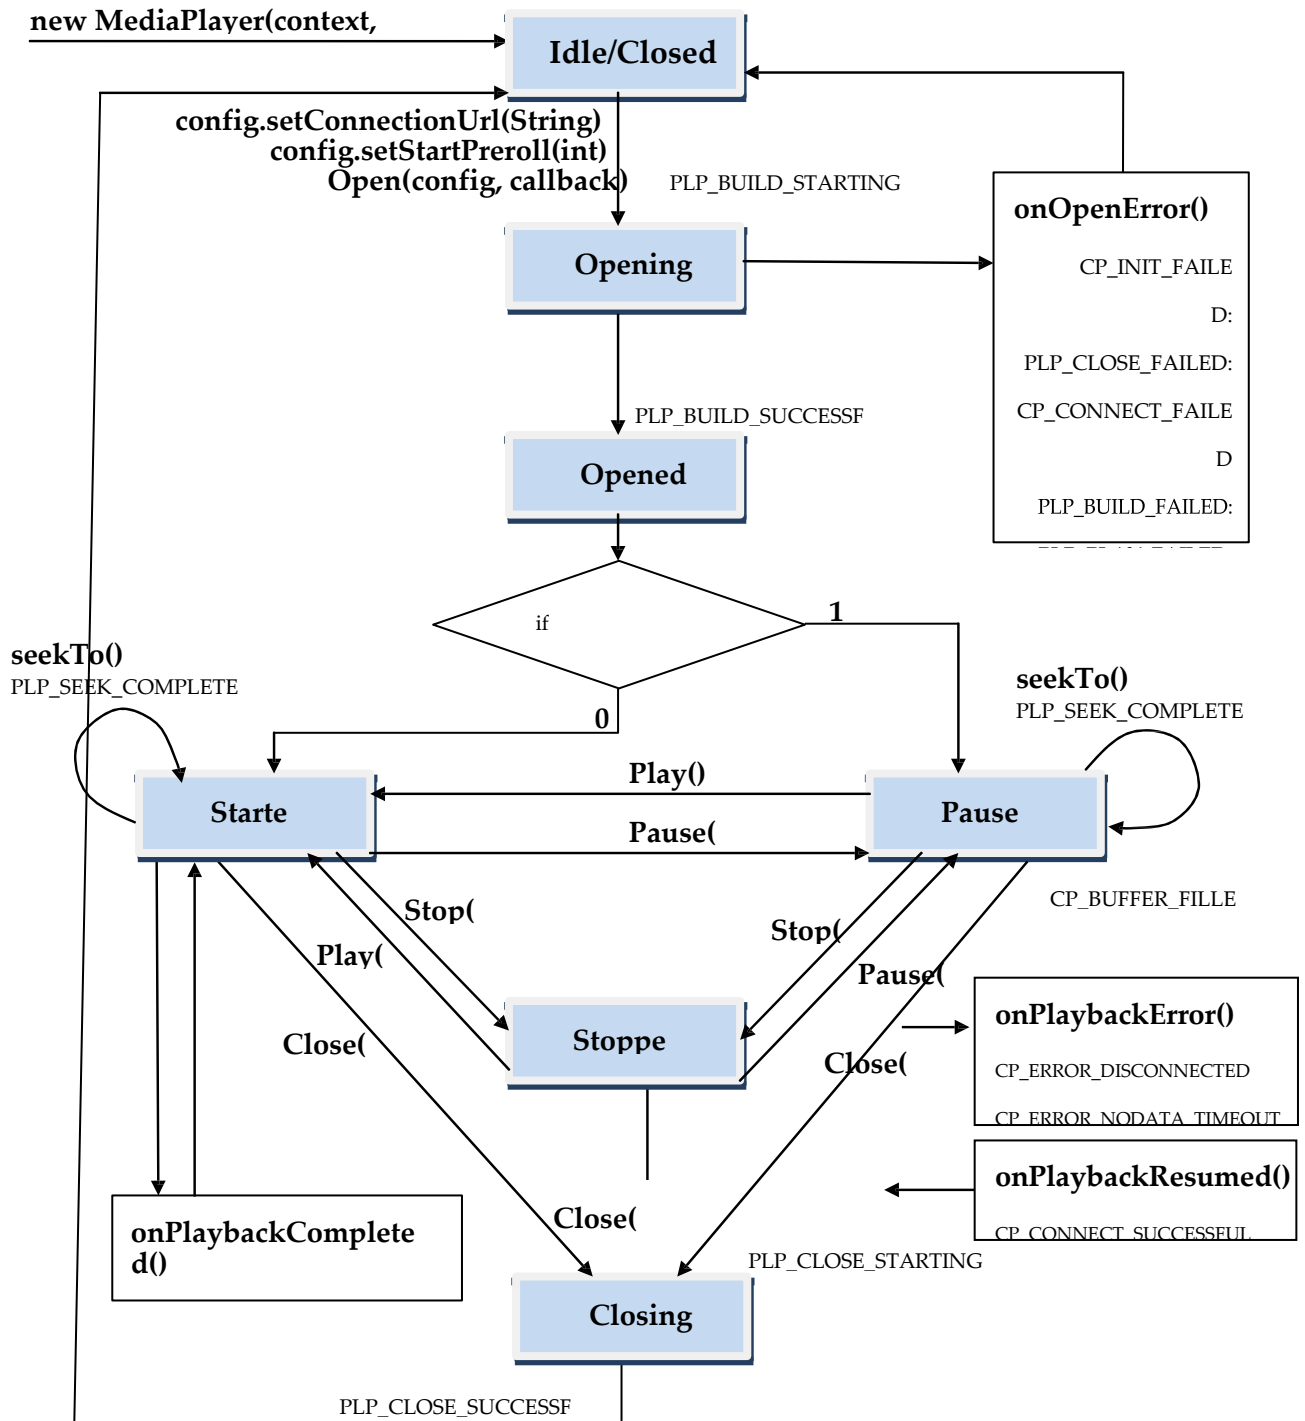 new MediaPlayer(context,
Idle/Closed
config.setConnectionUrl(String)
config.setStartPreroll(int)
Open(config, callback)
PLP_BUILD_STARTING
onOpenError()
CP_INIT_FAILE
D:
PLP_CLOSE_FAILED:
CP_CONNECT_FAILE
D
PLP_BUILD_FAILED:
Opening
PLP_BUILD_SUCCESSF
Opened
if
1
0
seekTo()
PLP_SEEK_COMPLETE
seekTo()
PLP_SEEK_COMPLETE
Starte
Play()
Pause(
Pause
CP_BUFFER_FILLE
Stop(
Play(
Stop(
Pause(
Close(
Stoppe
Close(
onPlaybackError()
CP_ERROR_DISCONNECTED
CP_ERROR_NODATA_TIMEOUT
onPlaybackResumed()
CP_CONNECT_SUCCESSFUL
onPlaybackComplete
d()
Close(
PLP_CLOSE_STARTING
Closing
PLP_CLOSE_SUCCESSF